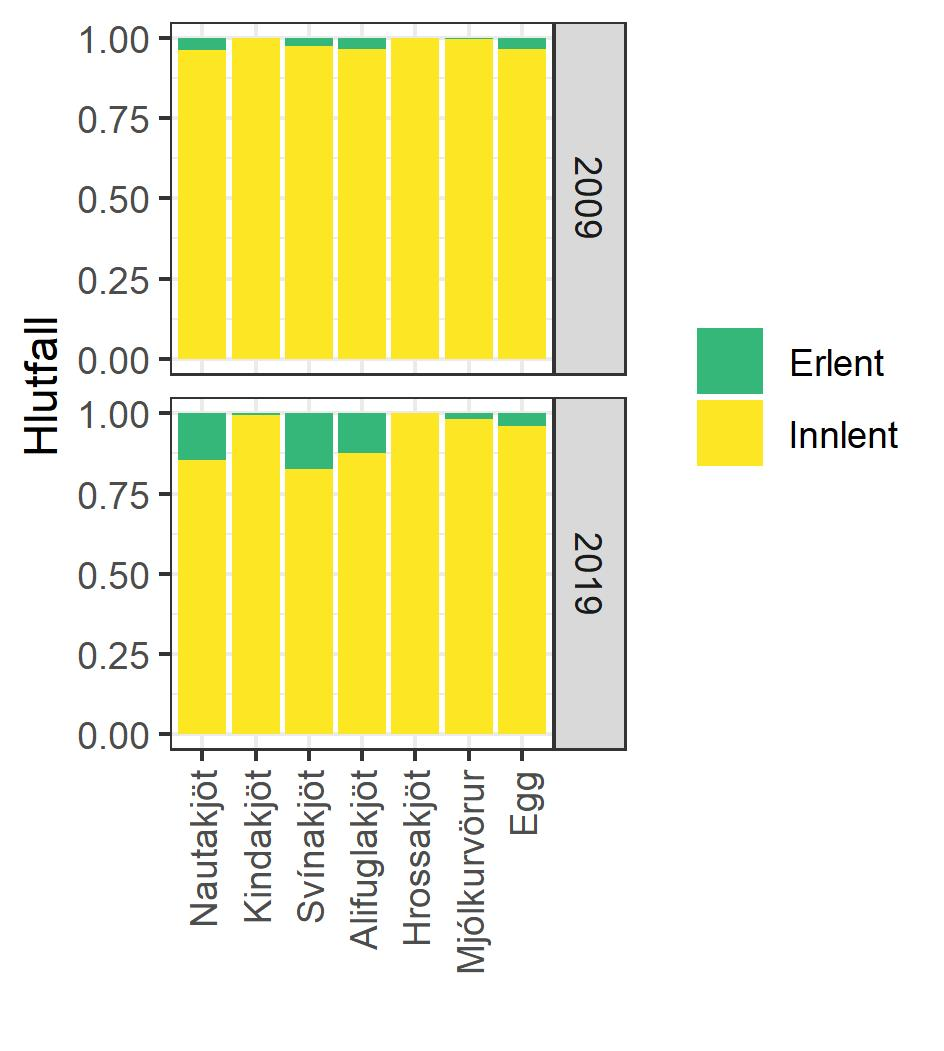 Hlutfall
1.00
0.75
0.50
0.25
0.00
2009
1.00
0.75
0.50
0.25
0.00
2019
Nautakjöt
Kindakjöt
Svínakjöt
Alifuglakjöt
Hrossakjöt
Mjólkurvörur
Egg
Erlent
Innlent